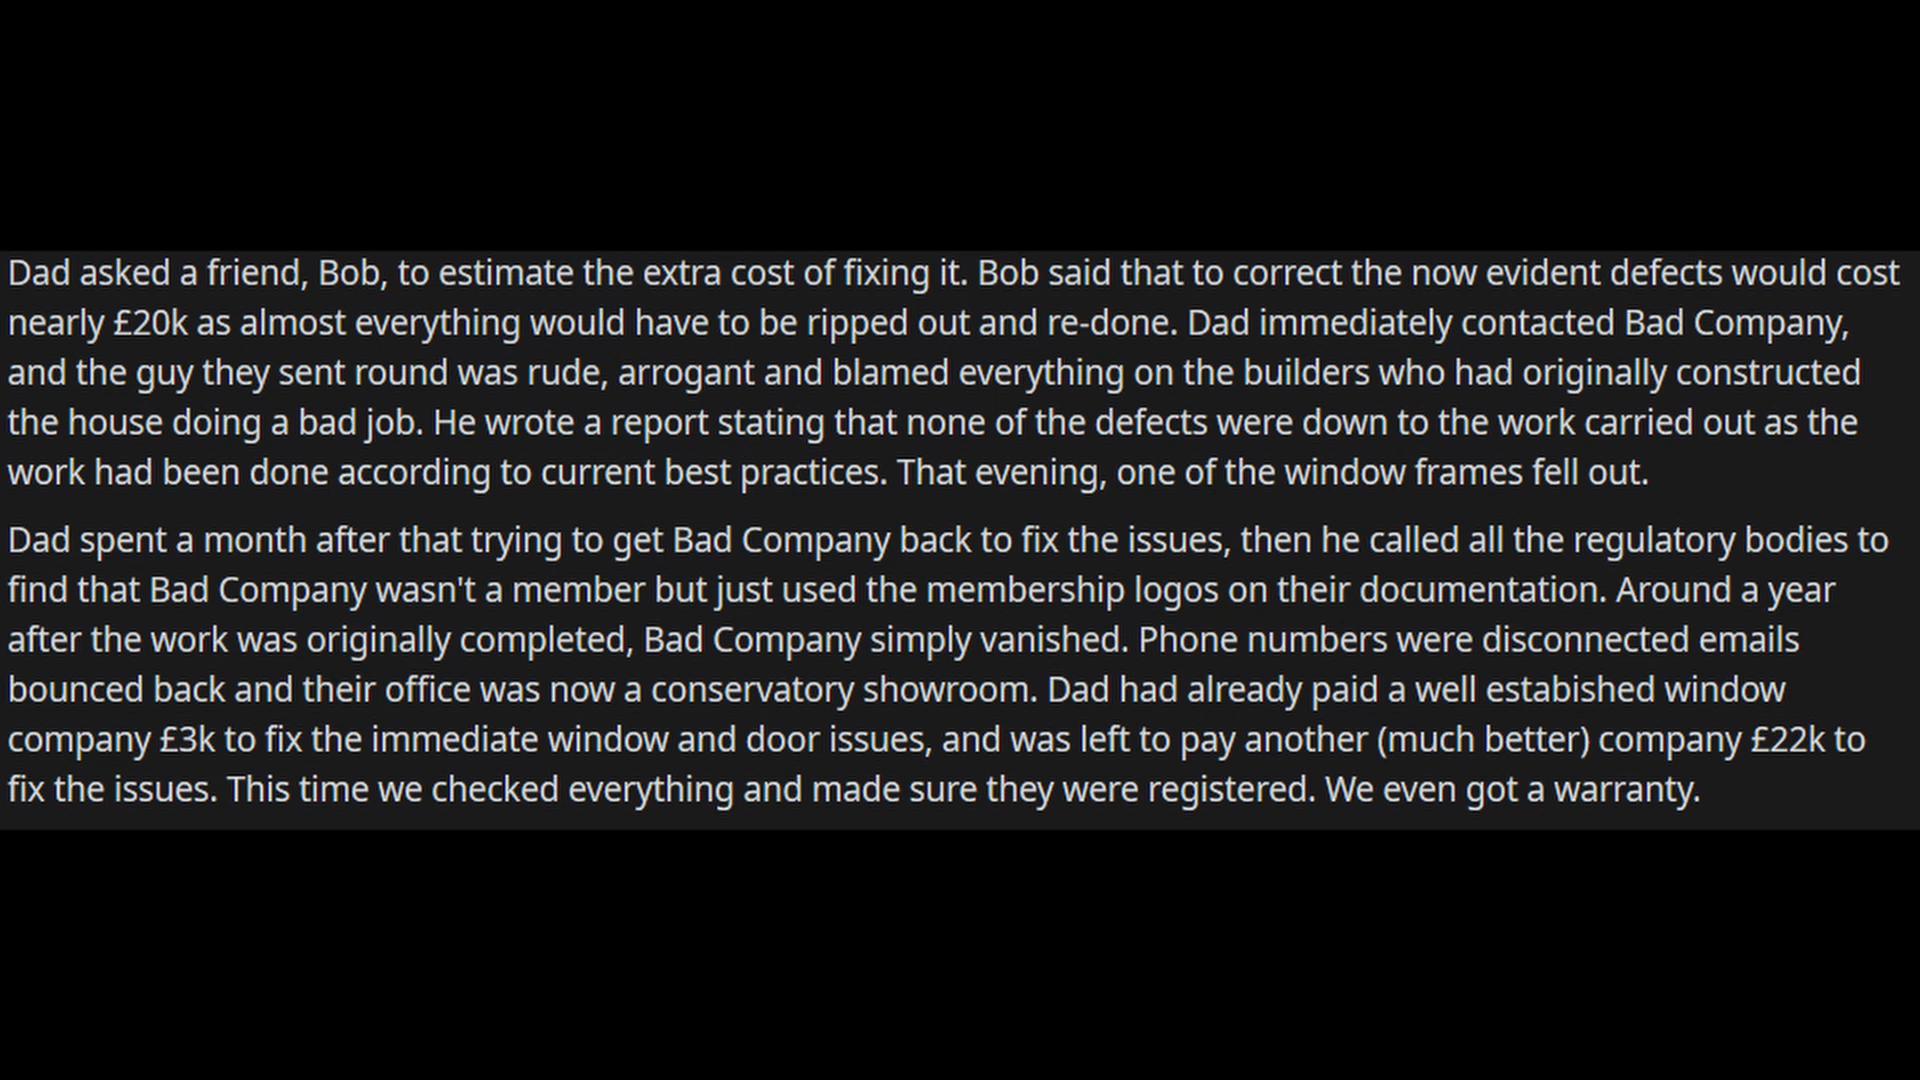 Dad asked a friend, Bob, to estimate the extra cost of fixing it. Bob said that to correct the now evident defects would cost
nearly £20k as almost everything would have to be ripped out and re-done. Dad immediately contacted Bad Company,
and the guy they sent round was rude, arrogant and blamed everything on the builders who had originally constructed
the house doing a bad job. He wrote a report stating that none of the defects were down to the work carried out as the
work had been done according to current best practices. That evening, one of the window frames fell out.
Dad spent a month after that trying to get Bad Company back to fix the issues, then he called all the regulatory bodies to
find that Bad Company wasn't a member but just used the membership logos on their documentation. Around a year
after the work was originally completed, Bad Company simply vanished. Phone numbers were disconnected emails
bounced back and their office was now a conservatory showroom. Dad had already paid a well estabished window
company £3k to fix the immediate window and door issues, and was left to pay another (much better) company £22k to
fix the issues. This time we checked everything and made sure they were registered. We even got a warranty.